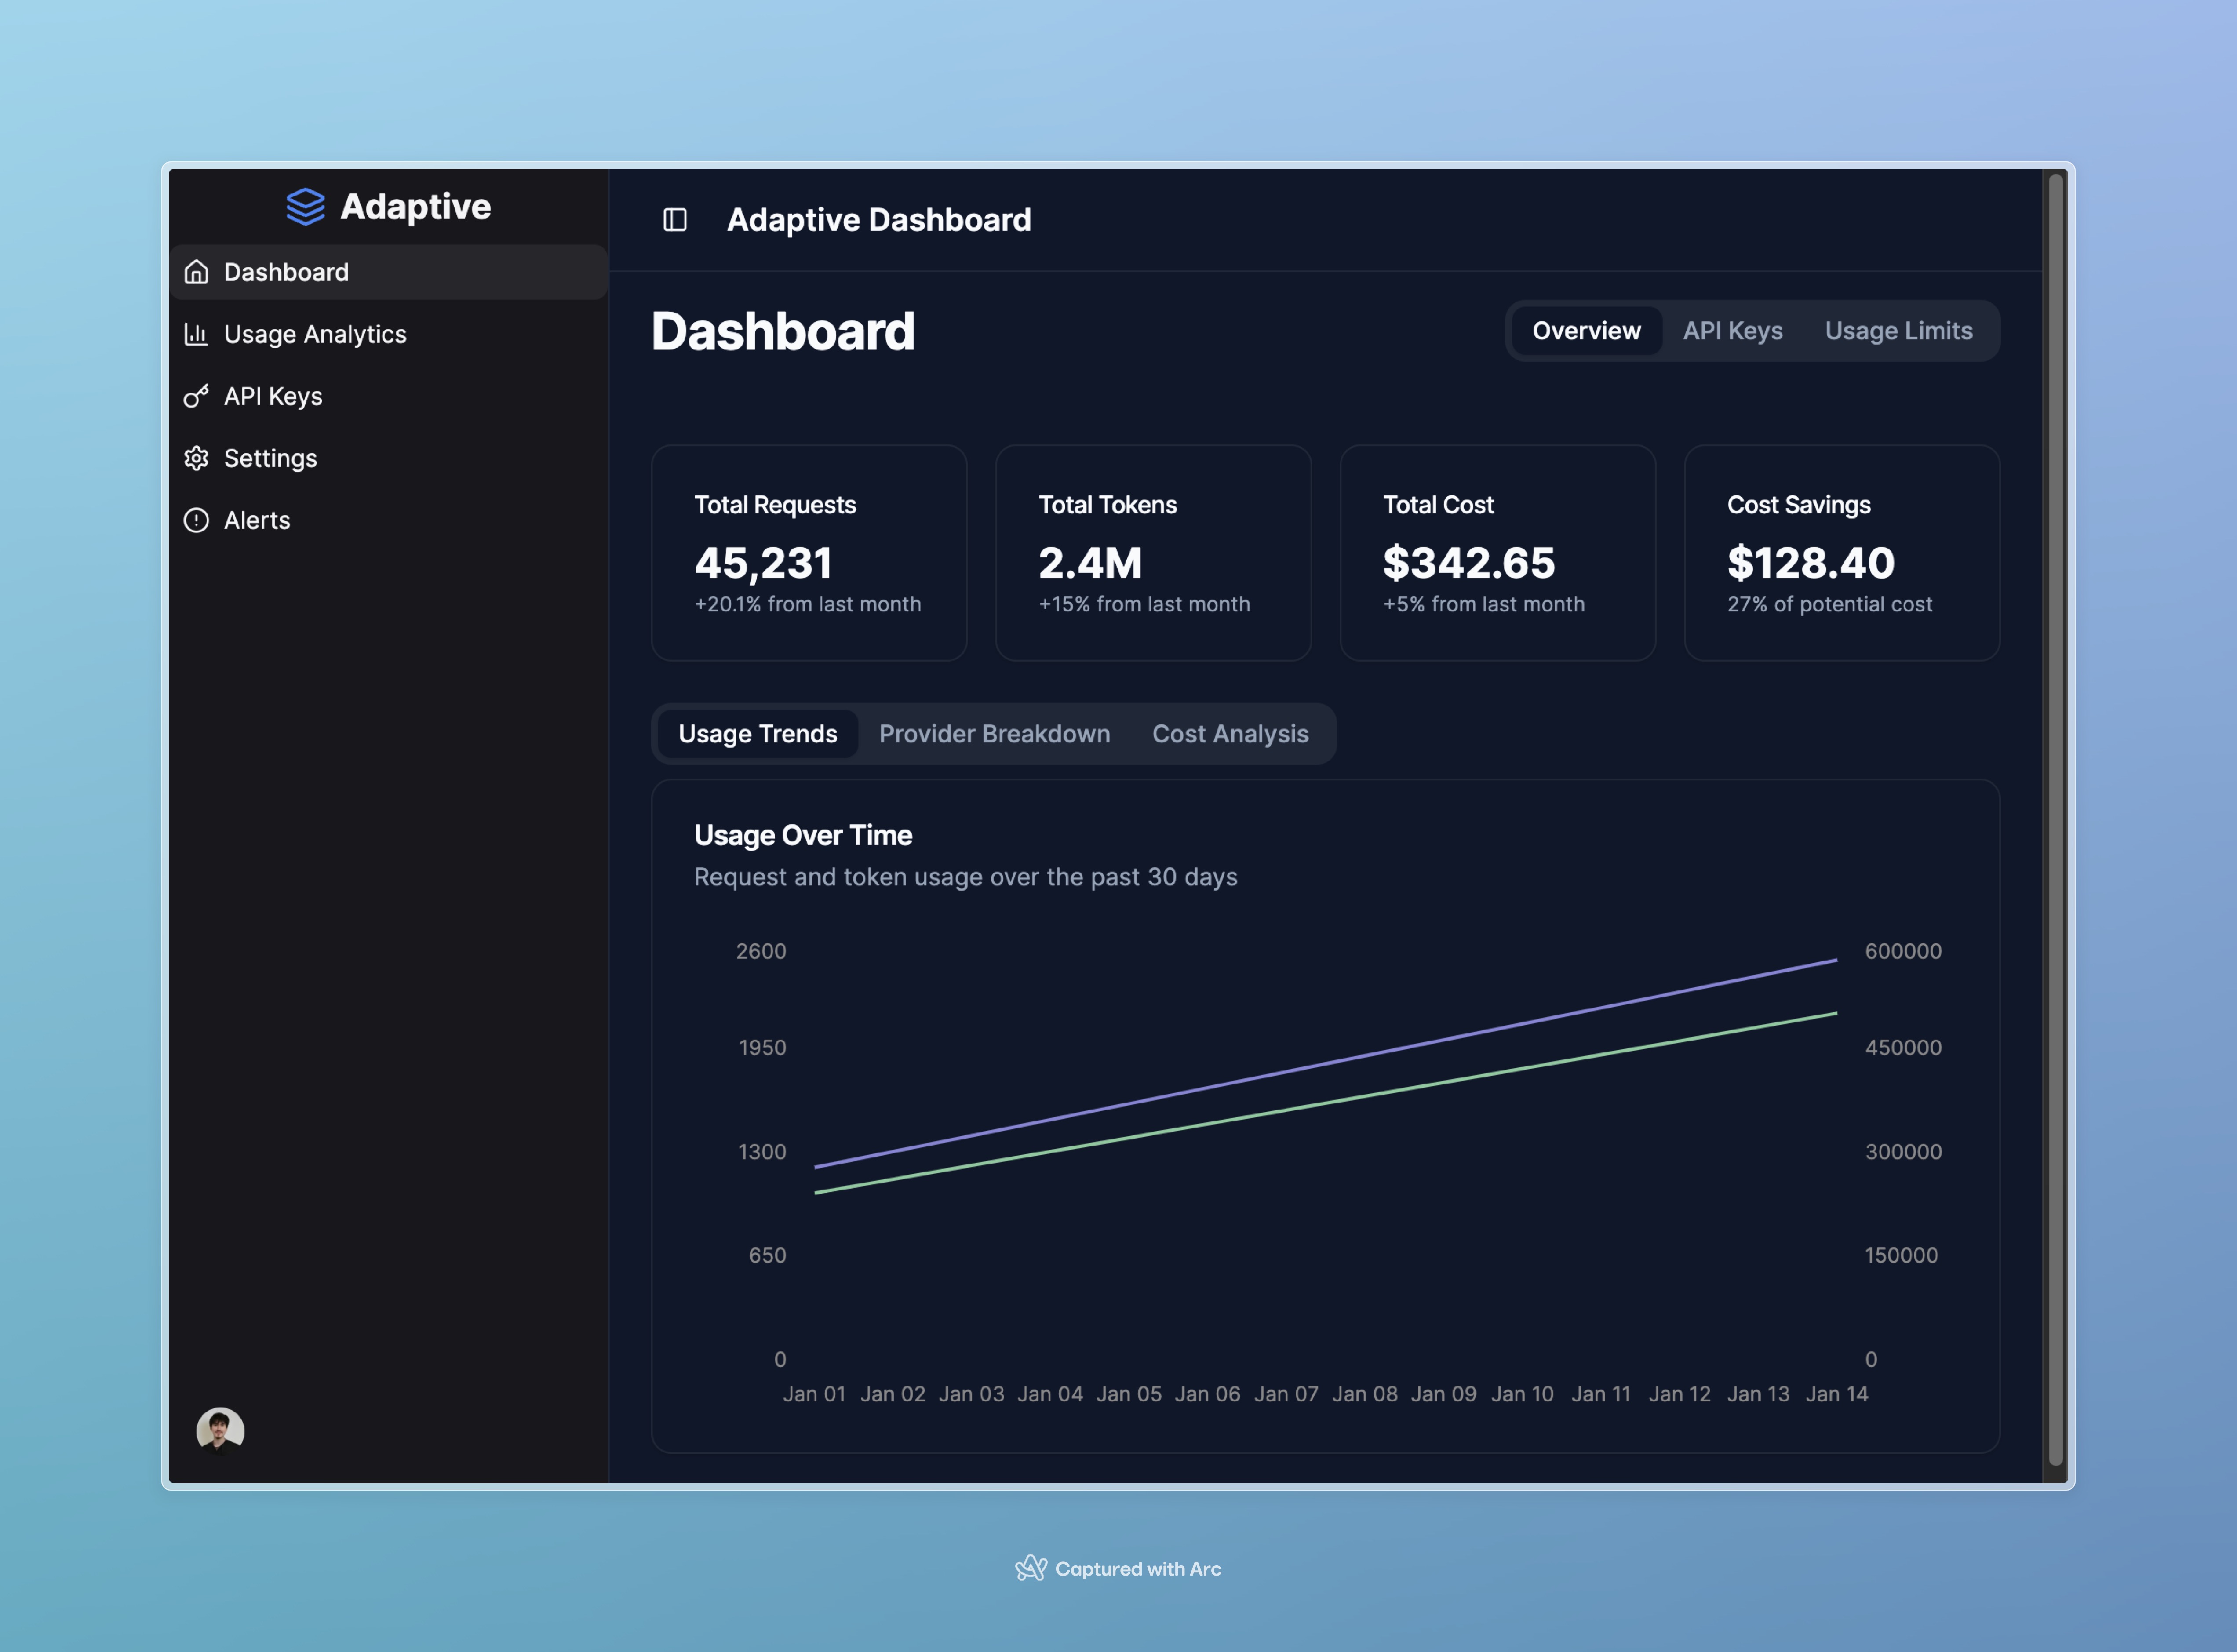 Adaptive
Dashboard
Usage Analytics
API Keys
Settings
Alerts
Adaptive Dashboard
Dashboard
Overview API Keys Usage Limits
Total Requests
45,231
+20.1% from last month
Total Tokens
2.4M
+15% from last month
Total Cost
$342.65
+5% from last month
Cost Savings
$128.40
27% of potential cost
Usage Trends Provider Breakdown Cost Analysis
Usage Over Time
Request and token usage over the past 30 days
2600
1950
1300
650
0
600000
450000
300000
150000
0
Jan 01 Jan 02 Jan 03 Jan 04 Jan 05 Jan 06 Jan 07 Jan 08 Jan 09 Jan 10 Jan 11 Jan 12 Jan 13 Jan 14
Captured with Arc